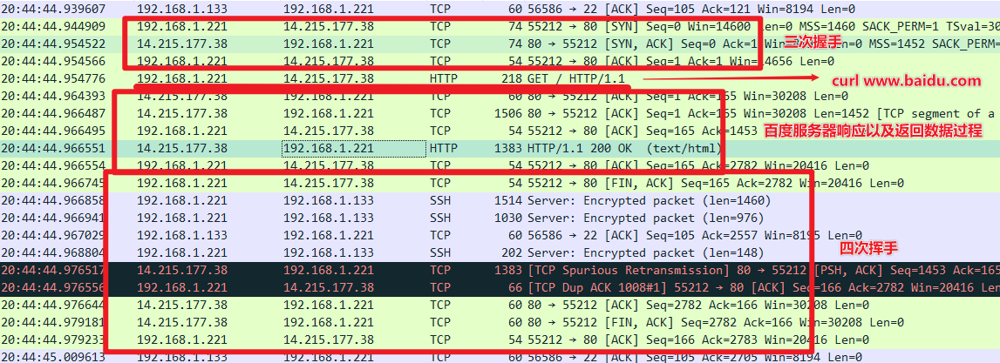 20:44:44.939607 192.168.1.133 192.168.1.221 TCP 60 56586 → 22 [ACK] Seq=105 Ack=121 Win=8194 Len=0
20:44:44.944909 192.168.1.221 14.215.177.38 TCP 74 55212 → 80 [SYN] Seq=0 Win=14600 Len=0 MSS=1460 SACK_PERM=1 TSval=30
20:44:44.954522 14.215.177.38 192.168.1.221 TCP 74 80 → 55212 [SYN, ACK] Seq=0 Ack=1 Len=0 MSS=1452 SACK_PERM=
三次握手
20:44:44.954566 192.168.1.221 14.215.177.38 TCP 54 55212 → 80 [ACK] Seq=1 Ack=1 Win=14656 Len=0
20:44:44.954776 192.168.1.221 14.215.177.38 HTTP 218 GET / HTTP/1.1
curl www.baidu.com
20:44:44.964393 14.215.177.38 192.168.1.221 TCP 60 80 → 55212 [ACK] Seq=1 Ack=165 Win=30208 Len=0
20:44:44.966487 14.215.177.38 192.168.1.221 TCP 1506 80 → 55212 [ACK] Seq=1 Ack=165 Win=30208 Len=1452 [TCP segment of a
20:44:44.966495 192.168.1.221 14.215.177.38 TCP 54 55212 → 80 [ACK] Seq=165 Ack=1453
百度服务器响应以及返回数据过程
20:44:44.966551 14.215.177.38 192.168.1.221 HTTP 1383 HTTP/1.1 200 OK (text/html)
20:44:44.966554 192.168.1.221 14.215.177.38 TCP 54 55212 → 80 [ACK] Seq=165 Ack=2782 Win=20416 Len=0
20:44:44.966745 192.168.1.221 14.215.177.38 TCP 54 55212 → 80 [FIN, ACK] Seq=165 Ack=2782 Win=20416 Len=0
20:44:44.966858 192.168.1.221 192.168.1.133 SSH 1514 Server: Encrypted packet (len=1460)
20:44:44.966941 192.168.1.221 192.168.1.133 SSH 1030 Server: Encrypted packet (len=976)
20:44:44.967029 192.168.1.133 192.168.1.221 TCP 60 56586 → 22 [ACK] Seq=105 Ack=2557 Win=8195 Len=0
20:44:44.968804 192.168.1.221 192.168.1.133 SSH 202 Server: Encrypted packet (len=148)
四次挥手
20:44:44.976517 14.215.177.38 192.168.1.221 TCP 1383 [TCP Spurious Retransmission] 80 → 55212 [PSH, ACK] Seq=1453 Ack=165
20:44:44.976556 192.168.1.221 14.215.177.38 TCP 66 [TCP Dup ACK 1008#1] 55212 → 80 [ACK] Seq=166 Ack=2782 Win=20416 Len=
20:44:44.976644 14.215.177.38 192.168.1.221 TCP 60 80 → 55212 [ACK] Seq=2782 Ack=166 Win=30208 Len=0
20:44:44.979181 14.215.177.38 192.168.1.221 TCP 60 80 → 55212 [FIN, ACK] Seq=2782 Ack=166 Win=30208 Len=0
20:44:44.979233 192.168.1.221 14.215.177.38 TCP 54 55212 → 80 [ACK] Seq=166 Ack=2783 Win=20416 Len=0
20:44:45.009613 192.168.1.133 192.168.1.221 TCP 60 56586 → 22 [ACK] Seq=105 Ack=2705 Win=8194 Len=0